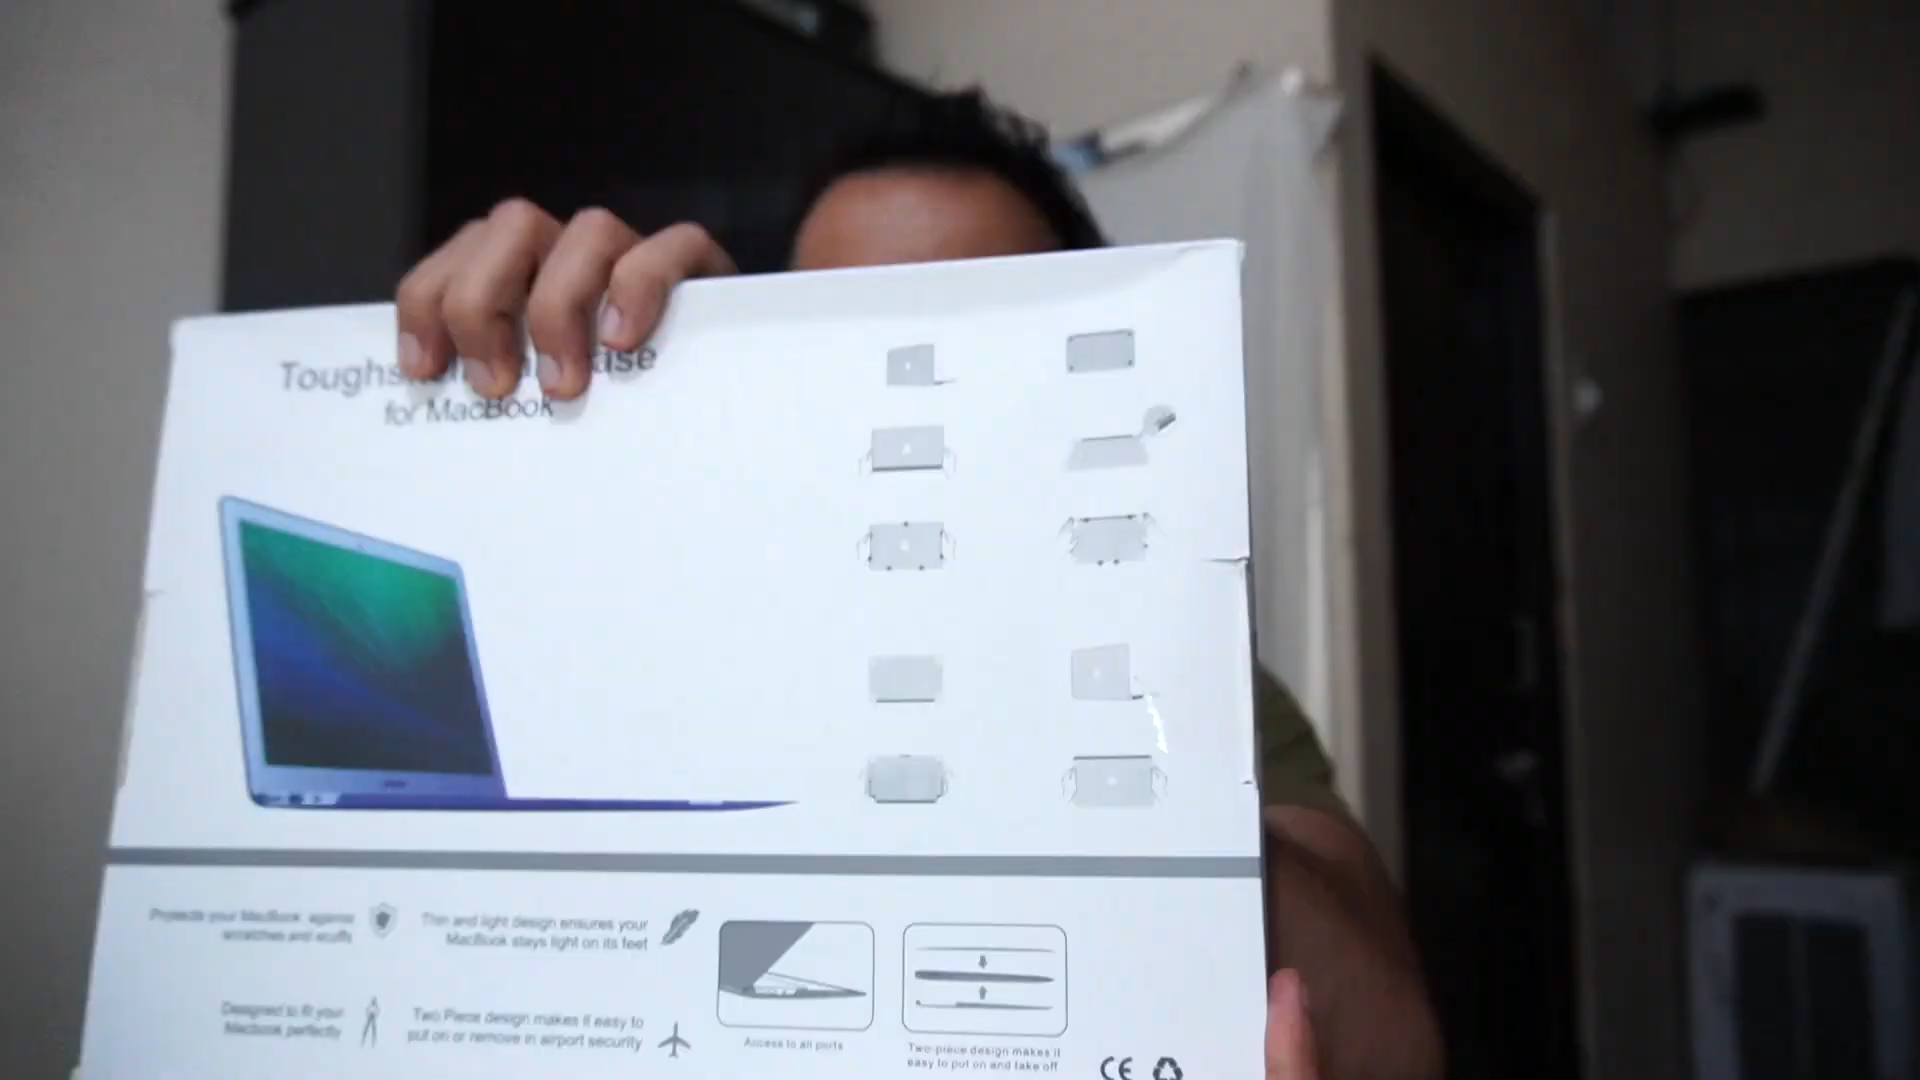 for MacBook
Protects your MacBook against
scratches and scuffs
Thin and light design ensures your
MacBook stays light on its feet
Designed to fit your
Macbook perfectly
Two Piece design makes it easy to
put on or remove in airport security
Access to all ports
Two-piece design makes it
easy to put on and take off
CE